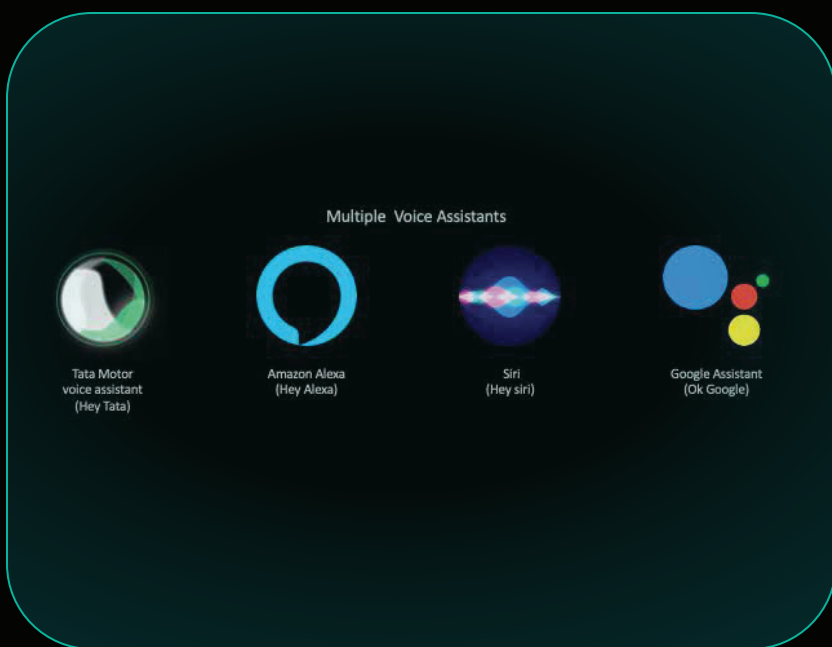 Multiple Voice Assistants
Tata Motor
voice assistant
(Hey Tata)
Amazon Alexa
(Hey Alexa)
Siri
(Hey siri)
Google Assistant
(Ok Google)